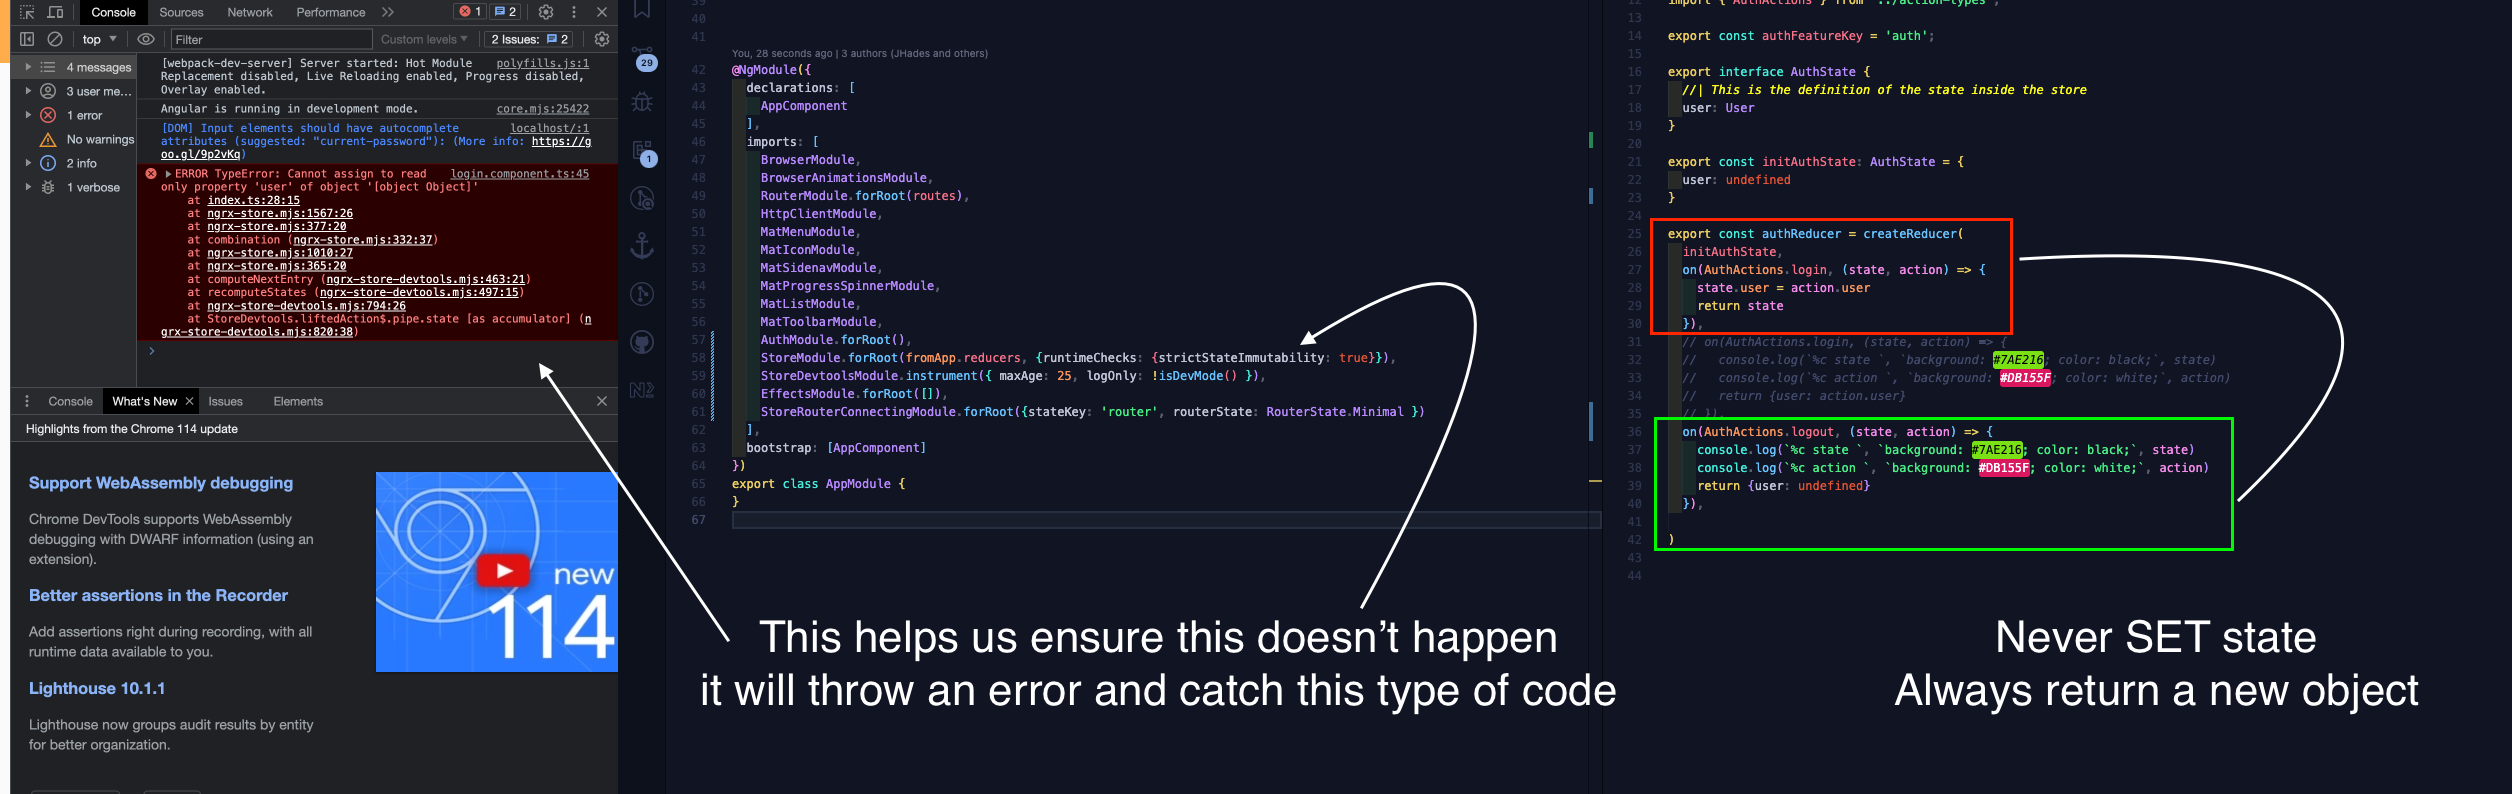 Console
Sources
Network
Performance
1
2
top
Filter
Custom levels
2 Issues:
2
4 messages
3 user me...
1 error
No warnings
2 info
1 verbose
[webpack-dev-server] Server started: Hot Module polyfills.js:1
Replacement disabled, Live Reloading enabled, Progress disabled,
Overlay enabled.
Angular is running in development mode. core.mjs:25422
[DOM] Input elements should have autocomplete localhost/:1
attributes (suggested: "current-password"): (More info: https://g
oo.gl/9p2vKq)
ERROR TypeError: Cannot assign to read login.component.ts:45
only property 'user' of object '[object Object]'
at index.ts:28:15
at ngrx-store.mjs:1567:26
at ngrx-store.mjs:377:20
at combination (ngrx-store.mjs:332:37)
at ngrx-store.mjs:1010:27
at ngrx-store.mjs:365:20
at computeNextEntry (ngrx-store-devtools.mjs:463:21)
at recomputeStates (ngrx-store-devtools.mjs:497:15)
at ngrx-store-devtools.mjs:794:26
at StoreDevtools.liftedAction$.pipe.state [as accumulator] (n
grx-store-devtools.mjs:820:38)
Console
What's New
Issues
Elements
Highlights from the Chrome 114 update
Support WebAssembly debugging
Chrome DevTools supports WebAssembly
debugging with DWARF information (using an
extension).
Better assertions in the Recorder
Add assertions right during recording, with all
runtime data available to you.
Lighthouse 10.1.1
Lighthouse now groups audit results by entity
for better organization.
new
114
29
1
39
40
41
You, 28 seconds ago | 3 authors (JHades and others)
42 @NgModule({
43 declarations: [
44 AppComponent
45 ],
46 imports: [
47 BrowserModule,
48 BrowserAnimationsModule,
49 RouterModule.forRoot(routes),
50 HttpClientModule,
51 MatMenuModule,
52 MatIconModule,
53 MatSidenavModule,
54 MatProgressSpinnerModule,
55 MatListModule,
56 MatToolbarModule,
57 AuthModule.forRoot(),
58 StoreModule.forRoot(fromApp.reducers, {runtimeChecks: {strictStateImmutability: true}}),
59 StoreDevtoolsModule.instrument({ maxAge: 25, logOnly: !isDevMode() }),
60 EffectsModule.forRoot([]),
61 StoreRouterConnectingModule.forRoot({stateKey: 'router', routerState: RouterState.Minimal })
62 ],
63 bootstrap: [AppComponent]
64 })
65 export class AppModule {
66 }
67
12 import { AuthActions } from '../action-types';
13
14 export const authFeatureKey = 'auth';
15
16 export interface AuthState {
17 //| This is the definition of the state inside the store
18 user: User
19 }
20
21 export const initAuthState: AuthState = {
22 user: undefined
23 }
24
25 export const authReducer = createReducer(
26 initAuthState,
27 on(AuthActions.login, (state, action) => {
28 state.user = action.user
29 return state
30 }),
31 // on(AuthActions.login, (state, action) => {
32 // console.log(`%c state `, `background: #7AE216; color: black;`, state)
33 // console.log(`%c action `, `background: #DB155F; color: white;`, action)
34 // return {user: action.user}
35 // }),
36 on(AuthActions.logout, (state, action) => {
37 console.log(`%c state `, `background: #7AE216; color: black;`, state)
38 console.log(`%c action `, `background: #DB155F; color: white;`, action)
39 return {user: undefined}
40 }),
41
42 )
43
44
This helps us ensure this doesn't happen
it will throw an error and catch this type of code
Never SET state
Always return a new object